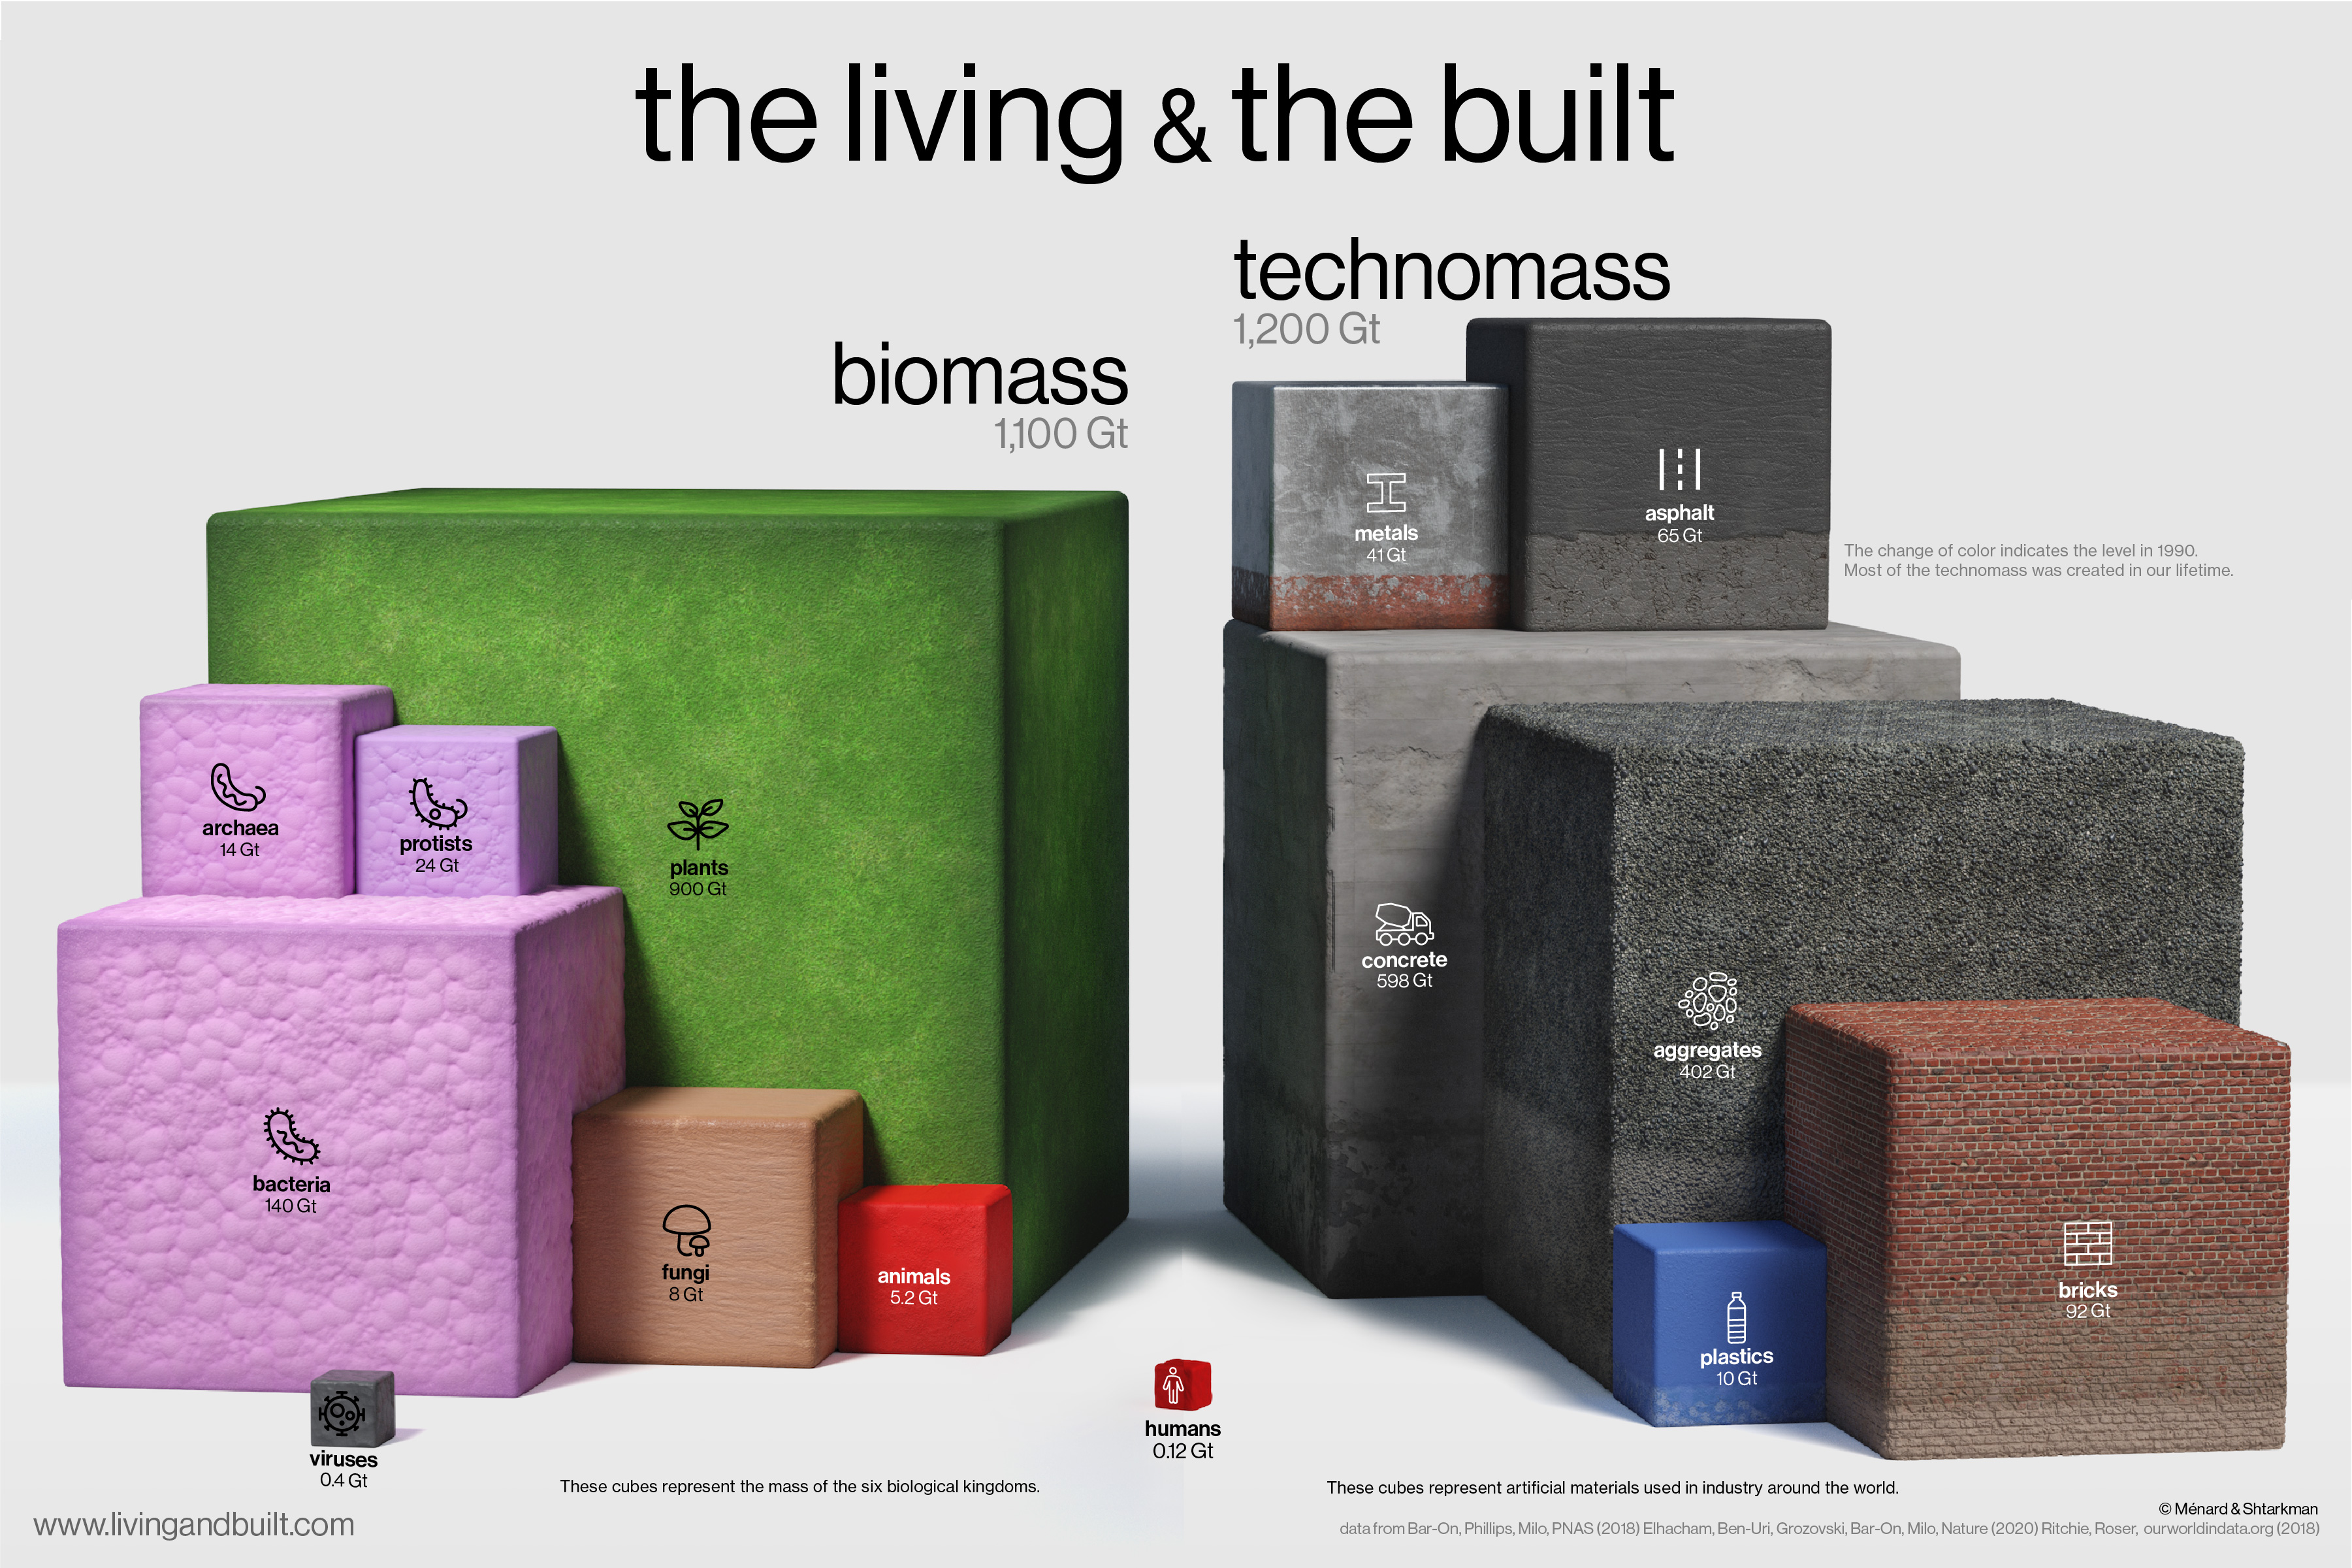 the living & the built
technomass
1,200 Gt
biomass
1,100 Gt
metals
41 Gt
asphalt
65 Gt
The change of color indicates the level in 1990.
Most of the technomass was created in our lifetime.
archaea
14 Gt
protists
24 Gt
plants
900 Gt
concrete
598 Gt
aggregates
402 Gt
bacteria
140 Gt
fungi
8 Gt
animals
5.2 Gt
bricks
92 Gt
plastics
10 Gt
humans
0.12 Gt
viruses
0.4 Gt
These cubes represent the mass of the six biological kingdoms.
These cubes represent artificial materials used in industry around the world.
© Ménard & Shtarkman
www.livingandbuilt.com
data from Bar-On, Phillips, Milo, PNAS (2018) Elhacham, Ben-Uri, Grozovski, Bar-On, Milo, Nature (2020) Ritchie, Roser, ourworldindata.org (2018)